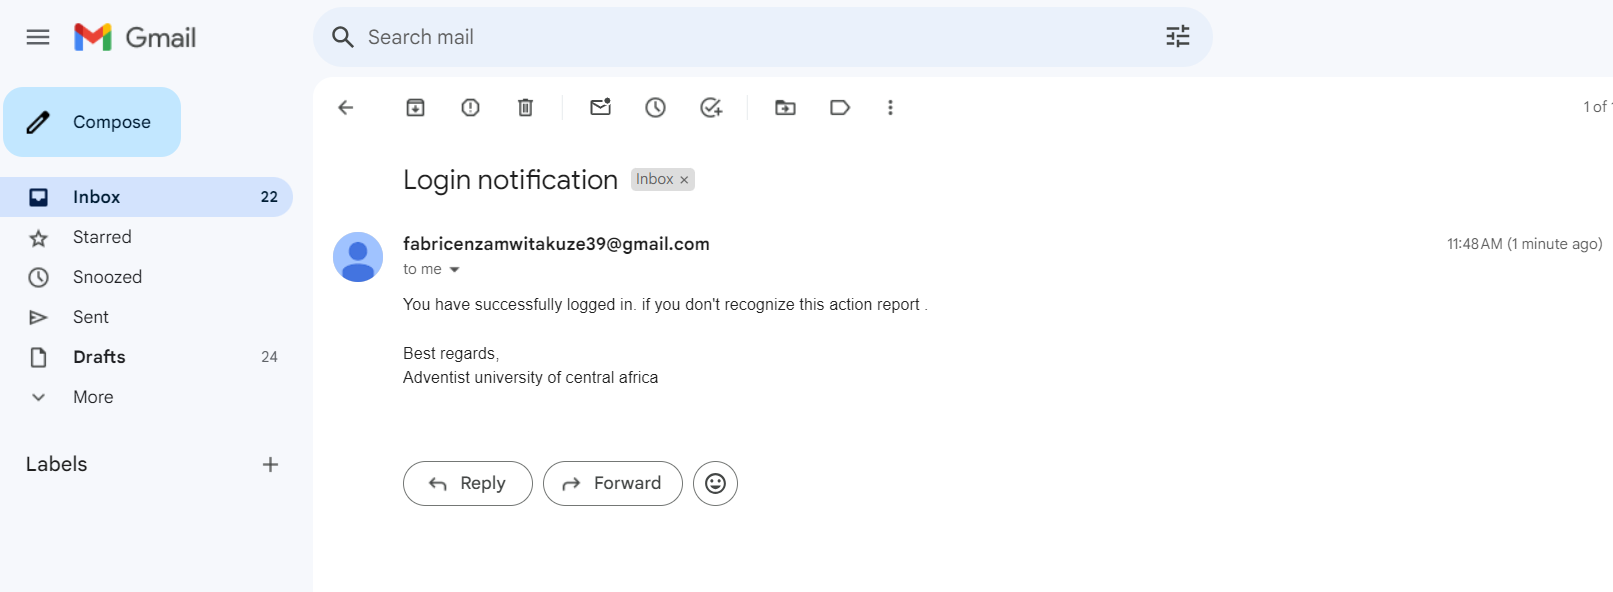 Gmail
Search mail
Compose
1 of
Inbox 22
Starred
Snoozed
Sent
Drafts 24
More
Labels
Login notification Inbox ×
fabricenzamwitakuze39@gmail.com 11:48 AM (1 minute ago)
to me
You have successfully logged in. if you don't recognize this action report .
Best regards,
Adventist university of central africa
Reply Forward